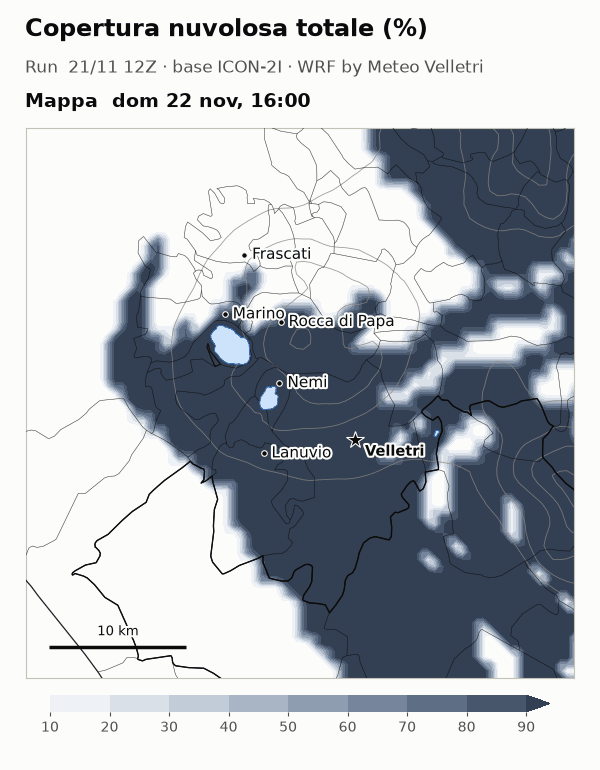 Copertura nuvolosa totale (%)
Run 21/11 12Z · base ICON-2I · WRF by Meteo Velletri
Mappa dom 22 nov, 16:00
Frascati
Marino
Rocca di Papa
Nemi
Velletri
Lanuvio
10 km
10 20 30 40 50 60 70 80 90